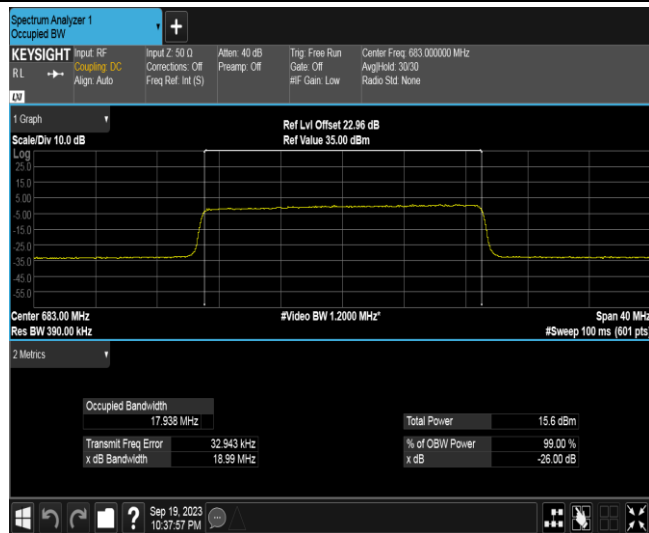 Spectrum Analyzer 1
Occupied BW
+
KEYSIGHT
RL
LXI
Input: RF
Coupling: DC
Align: Auto
Input Z: 50 Ω
Corrections: Off
Freq Ref: Int (S)
Atten: 40 dB
Preamp: Off
Trig: Free Run
Gate: Off
#IF Gain: Low
Center Freq: 683.000000 MHz
Avg|Hold: 30/30
Radio Std: None
1 Graph
Scale/Div 10.0 dB
Ref Lvl Offset 22.96 dB
Ref Value 35.00 dBm
Log
25.0
15.0
5.00
-5.00
-15.0
-25.0
-35.0
-45.0
-55.0
Center 683.00 MHz
#Video BW 1.2000 MHz*
Span 40 MHz
Res BW 390.00 kHz
#Sweep 100 ms (601 pts)
2 Metrics
Occupied Bandwidth
17.938 MHz
Total Power 15.6 dBm
Transmit Freq Error 32.943 kHz
% of OBW Power 99.00 %
x dB Bandwidth 18.99 MHz
x dB -26.00 dB
?
Sep 19, 2023
10:37:57 PM